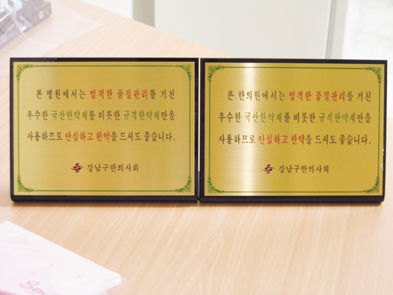 본 병원에서는 엄격한 품질관리를 거친
우수한 국산한약재를 비롯한 규격한약재만을
사용하므로 안심하고 한약을 드셔도 좋습니다.
강남구한의사회
본 한의원에서는 엄격한 품질관리를 거친
우수한 국산한약재를 비롯한 규격한약재만을
사용하므로 안심하고 한약을 드셔도 좋습니다.
강남구한의사회